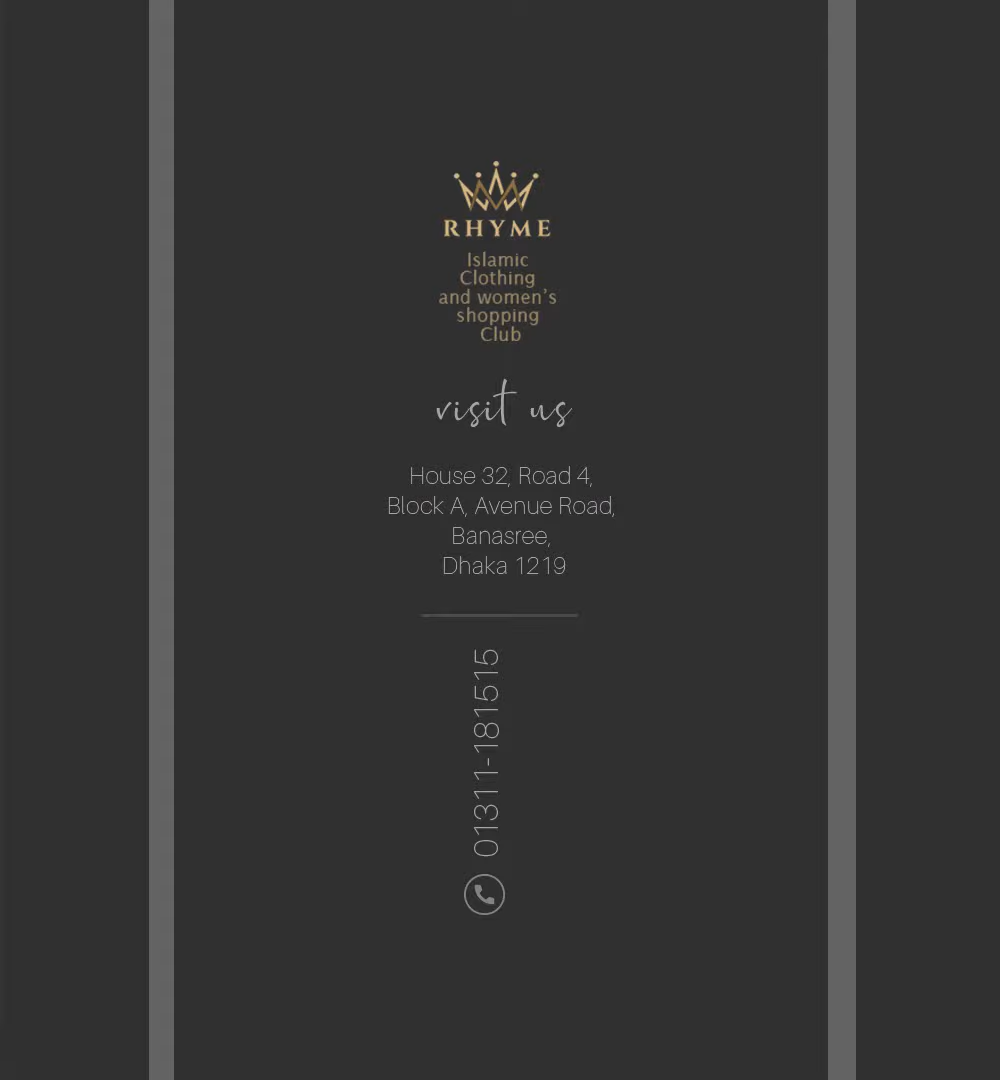 RHYME
Islamic
Clothing
and women's
shopping
Club
visit us
House 32, Road 4,
Block A, Avenue Road,
Banasree,
Dhaka 1219
01311-181515